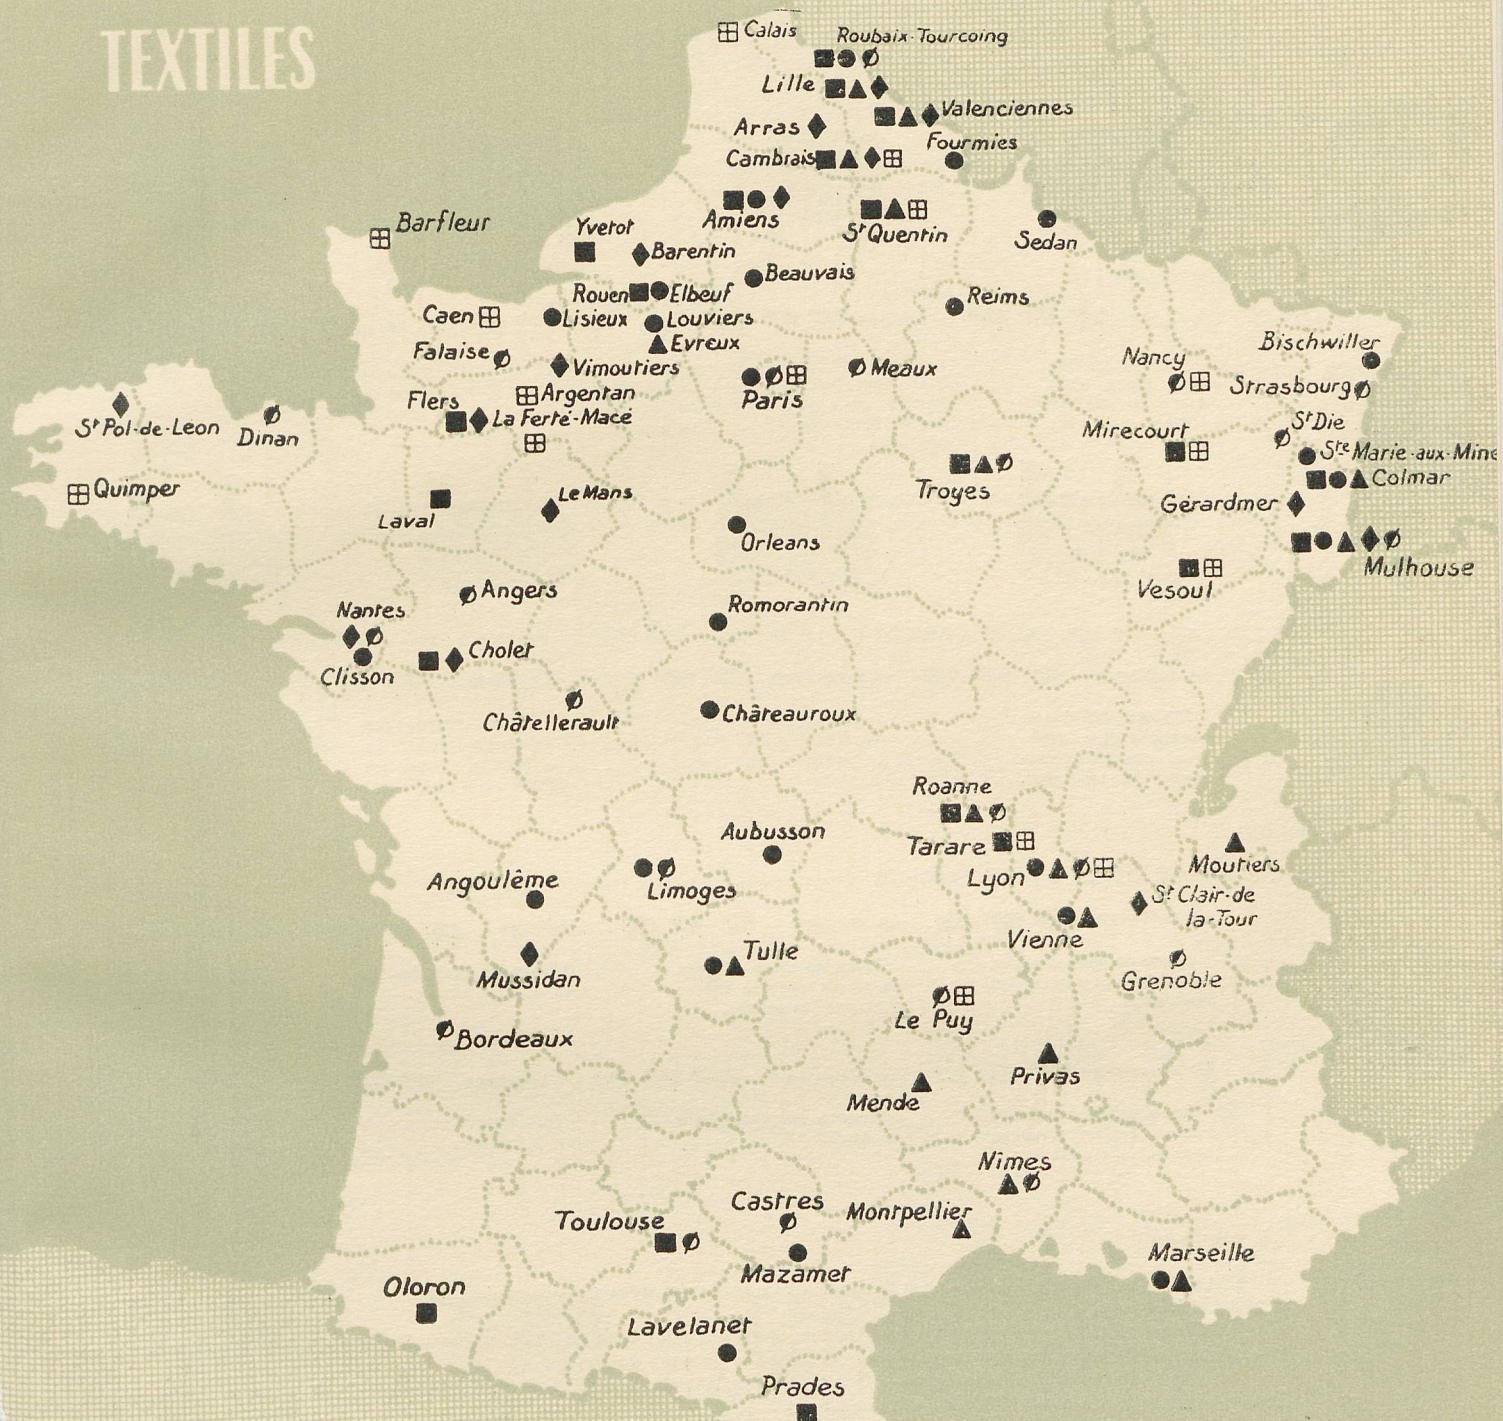 TEXTILES
Calais
Roubaix-Tourcoing
Lille
Valenciennes
Arras
Fourmies
Cambrais
Amiens
St Quentin
Sedan
Barfleur
Yvetot
Barentin
Beauvais
Rouen
Elbeuf
Reims
Caen
Lisieux
Louviers
Evreux
Bischwiller
Falaise
Vimoutiers
Meaux
Nancy
Strasbourg
Paris
Argentan
Flers
La Ferté-Macé
St Pol-de-Leon
Dinan
St Die
Mirecourt
Ste Marie-aux-Mine
Colmar
Quimper
Le Mans
Troyes
Gérardmer
Laval
Orleans
Mulhouse
Vesoul
Angers
Nantes
Romorantin
Cholet
Clisson
Châtellerault
Châteauroux
Roanne
Aubusson
Tarare
Moutiers
Angoulême
Limoges
Lyon
St Clair-de
la-Tour
Vienne
Tulle
Mussidan
Grenoble
Le Puy
Bordeaux
Privas
Mende
Nîmes
Castres
Montpellier
Toulouse
Marseille
Mazamet
Oloron
Lavelanet
Prades